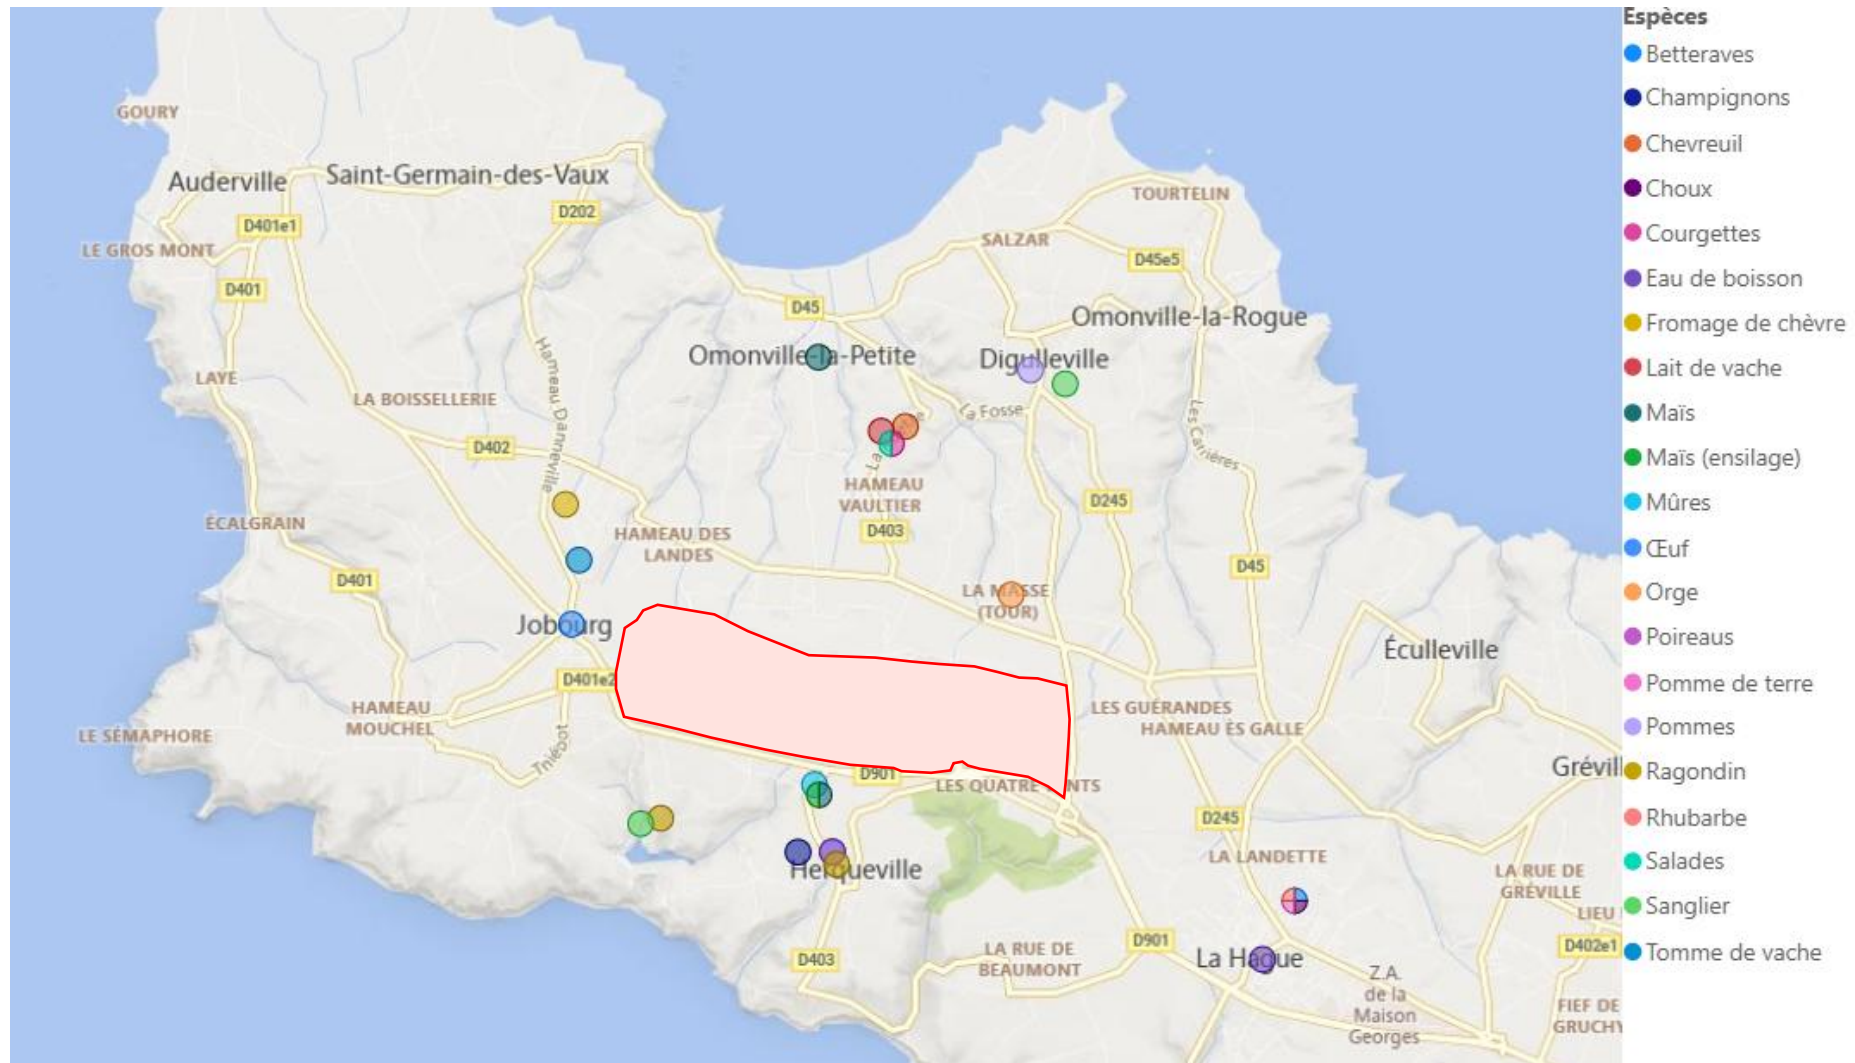 GOURY
Auderville
Saint-Germain-des-Vaux
D401e1
D202
LE GROS MONT
D401
TOURTELIN
SALZAR
D45e5
D45
Omonville-la-Rogue
Omonville-la-Petite
Digulleville
LAYE
LA BOISSELLERIE
Hameau Danneville
La Fosse
Les Carrières
D402
HAMEAU
VAULTIER
D245
ÉCALGRAIN
HAMEAU DES
LANDES
D403
D401
D45
LA MASSE
(TOUR)
Jobourg
Éculleville
D401e2
HAMEAU
MOUCHEL
LE SÉMAPHORE
Thiébot
LES GUÉRANDES
HAMEAU ÈS GALLE
D901
LES QUATRE VENTS
Grévill
D245
LA LANDETTE
Herqueville
LA RUE DE
GRÉVILLE
LIEU
D403
LA RUE DE
BEAUMONT
D901
La Hague
D402e1
Z.A.
de la
Maison
Georges
FIEF DE
GRUCHY
Espèces
Betteraves
Champignons
Chevreuil
Choux
Courgettes
Eau de boisson
Fromage de chèvre
Lait de vache
Maïs
Maïs (ensilage)
Mûres
Œuf
Orge
Poireaus
Pomme de terre
Pommes
Ragondin
Rhubarbe
Salades
Sanglier
Tomme de vache